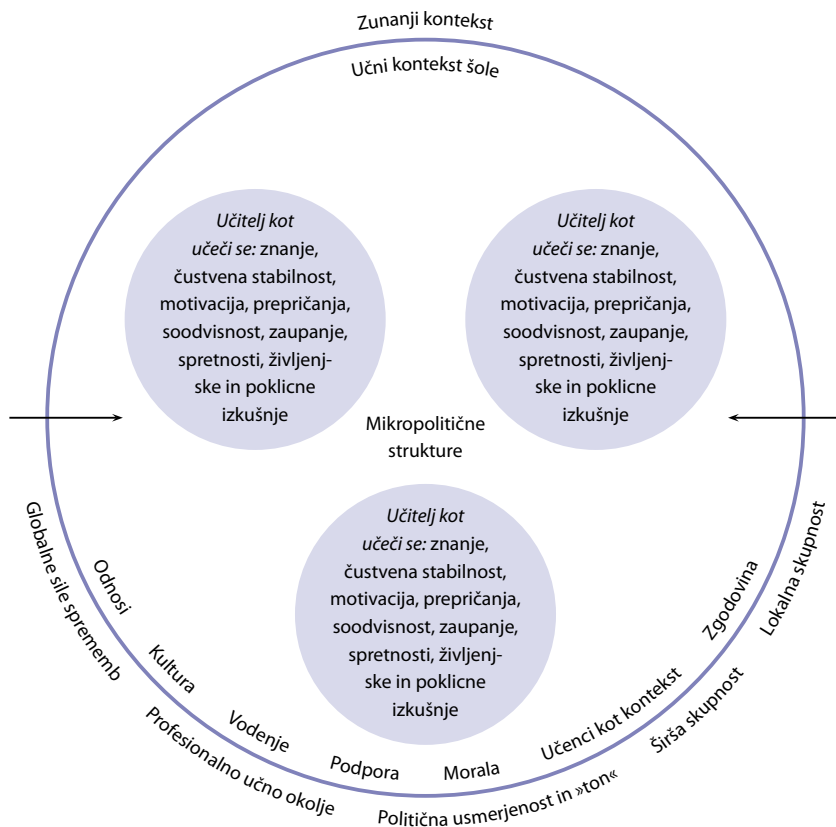 Zunanji kontekst
Učni kontekst šole
Učitelj kot
učeči se: znanje,
čustvena stabilnost,
motivacija, prepričanja,
soodvisnost, zaupanje,
spretnosti, življenj-
ske in poklicne
izkušnje
Učitelj kot
učeči se: znanje,
čustvena stabilnost,
motivacija, prepričanja,
soodvisnost, zaupanje,
spretnosti, življenj-
ske in poklicne
izkušnje
Mikropolitične
strukture
Učitelj kot
učeči se: znanje,
čustvena stabilnost,
motivacija, prepričanja,
soodvisnost, zaupanje,
spretnosti, življenj-
ske in poklicne
izkušnje
Odnosi
Kultura
Vodenje
Podpora
Morala
Učenci kot kontekst
Zgodovina
Globalne sile sprememb
Profesionalno učno okolje
Politična usmerjenost in »ton«
Širša skupnost
Lokalna skupnost